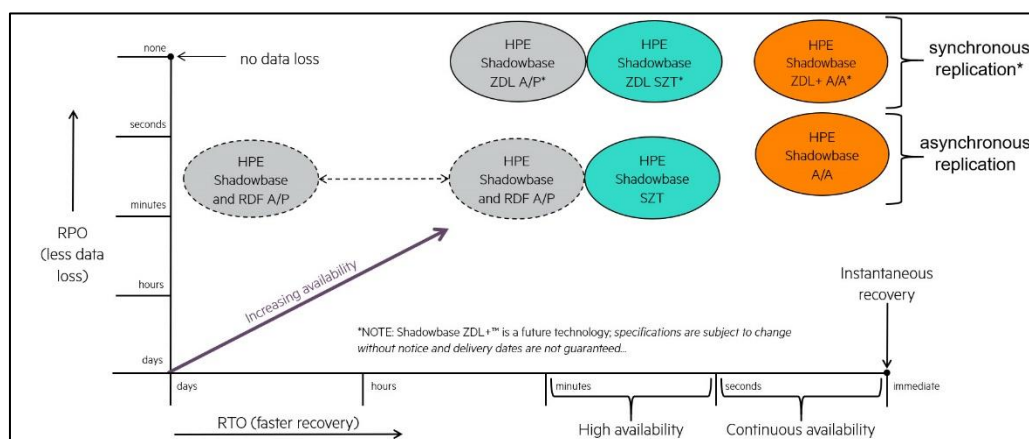 none
no data loss
HPE
Shadowbase
ZDL A/P*
HPE
Shadowbase
ZDL SZT*
HPE
Shadowbase
ZDL+ A/A*
synchronous
replication*
seconds
HPE
Shadowbase
and RDF A/P
HPE
Shadowbase
and RDF A/P
HPE
Shadowbase
SZT
HPE
Shadowbase
A/A
asynchronous
replication
minutes
RPO
(less data
loss)
Increasing availability
hours
Instantaneous
recovery
*NOTE: Shadowbase ZDL+™ is a future technology; specifications are subject to change
without notice and delivery dates are not guaranteed...
days
days
hours
minutes
seconds
immediate
RTO (faster recovery)
High availability
Continuous availability